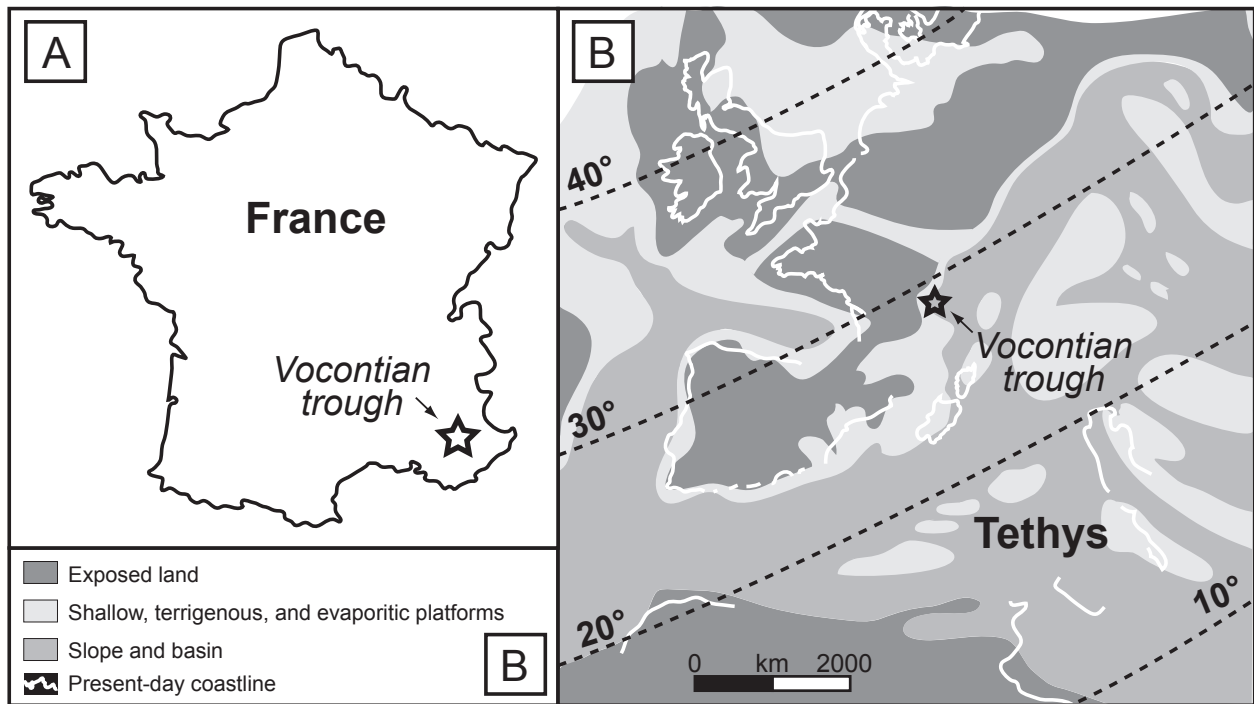 A
France
Vocontian
trough
Exposed land
Shallow, terrigenous, and evaporitic platforms
Slope and basin
Present-day coastline
B
B
40°
30°
20°
10°
Vocontian
trough
Tethys
0 km 2000